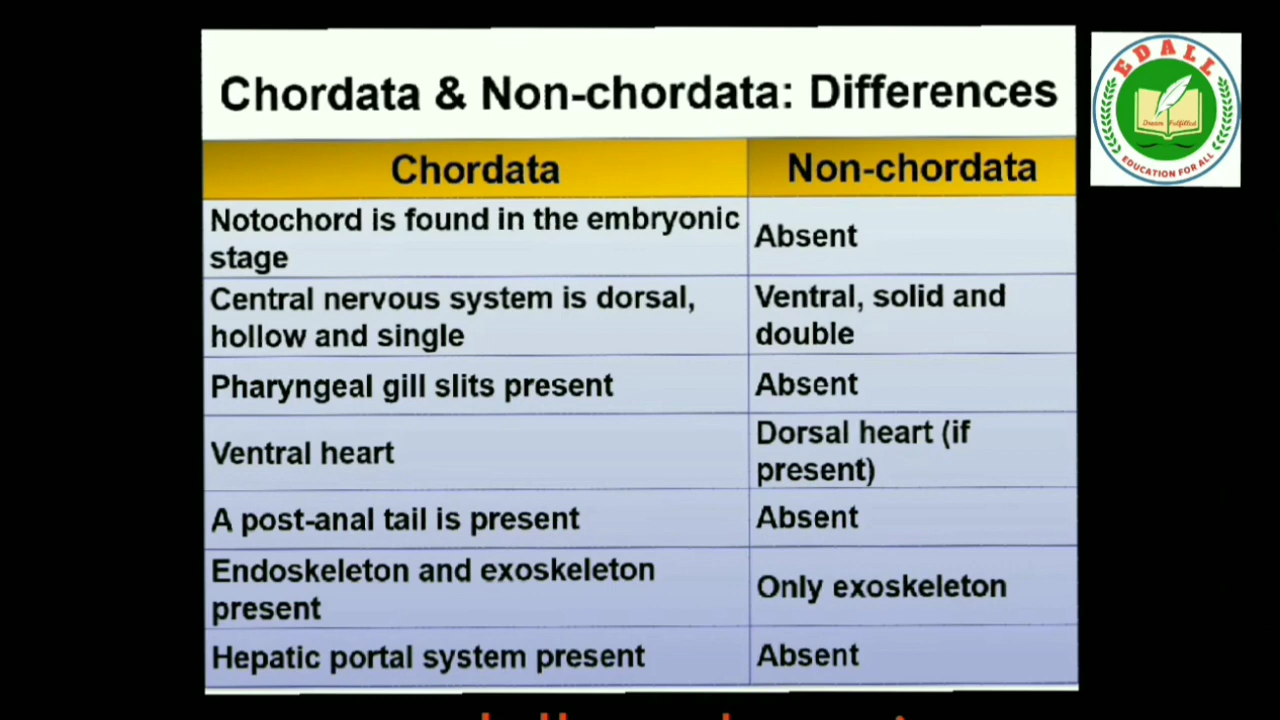 Chordata & Non-chordata: Differences
EDALL
Dream Fulfilled
EDUCATION FOR ALL
Chordata
Non-chordata
Notochord is found in the embryonic
stage
Absent
Central nervous system is dorsal,
hollow and single
Ventral, solid and
double
Pharyngeal gill slits present
Absent
Ventral heart
Dorsal heart (if
present)
A post-anal tail is present
Absent
Endoskeleton and exoskeleton
present
Only exoskeleton
Hepatic portal system present
Absent